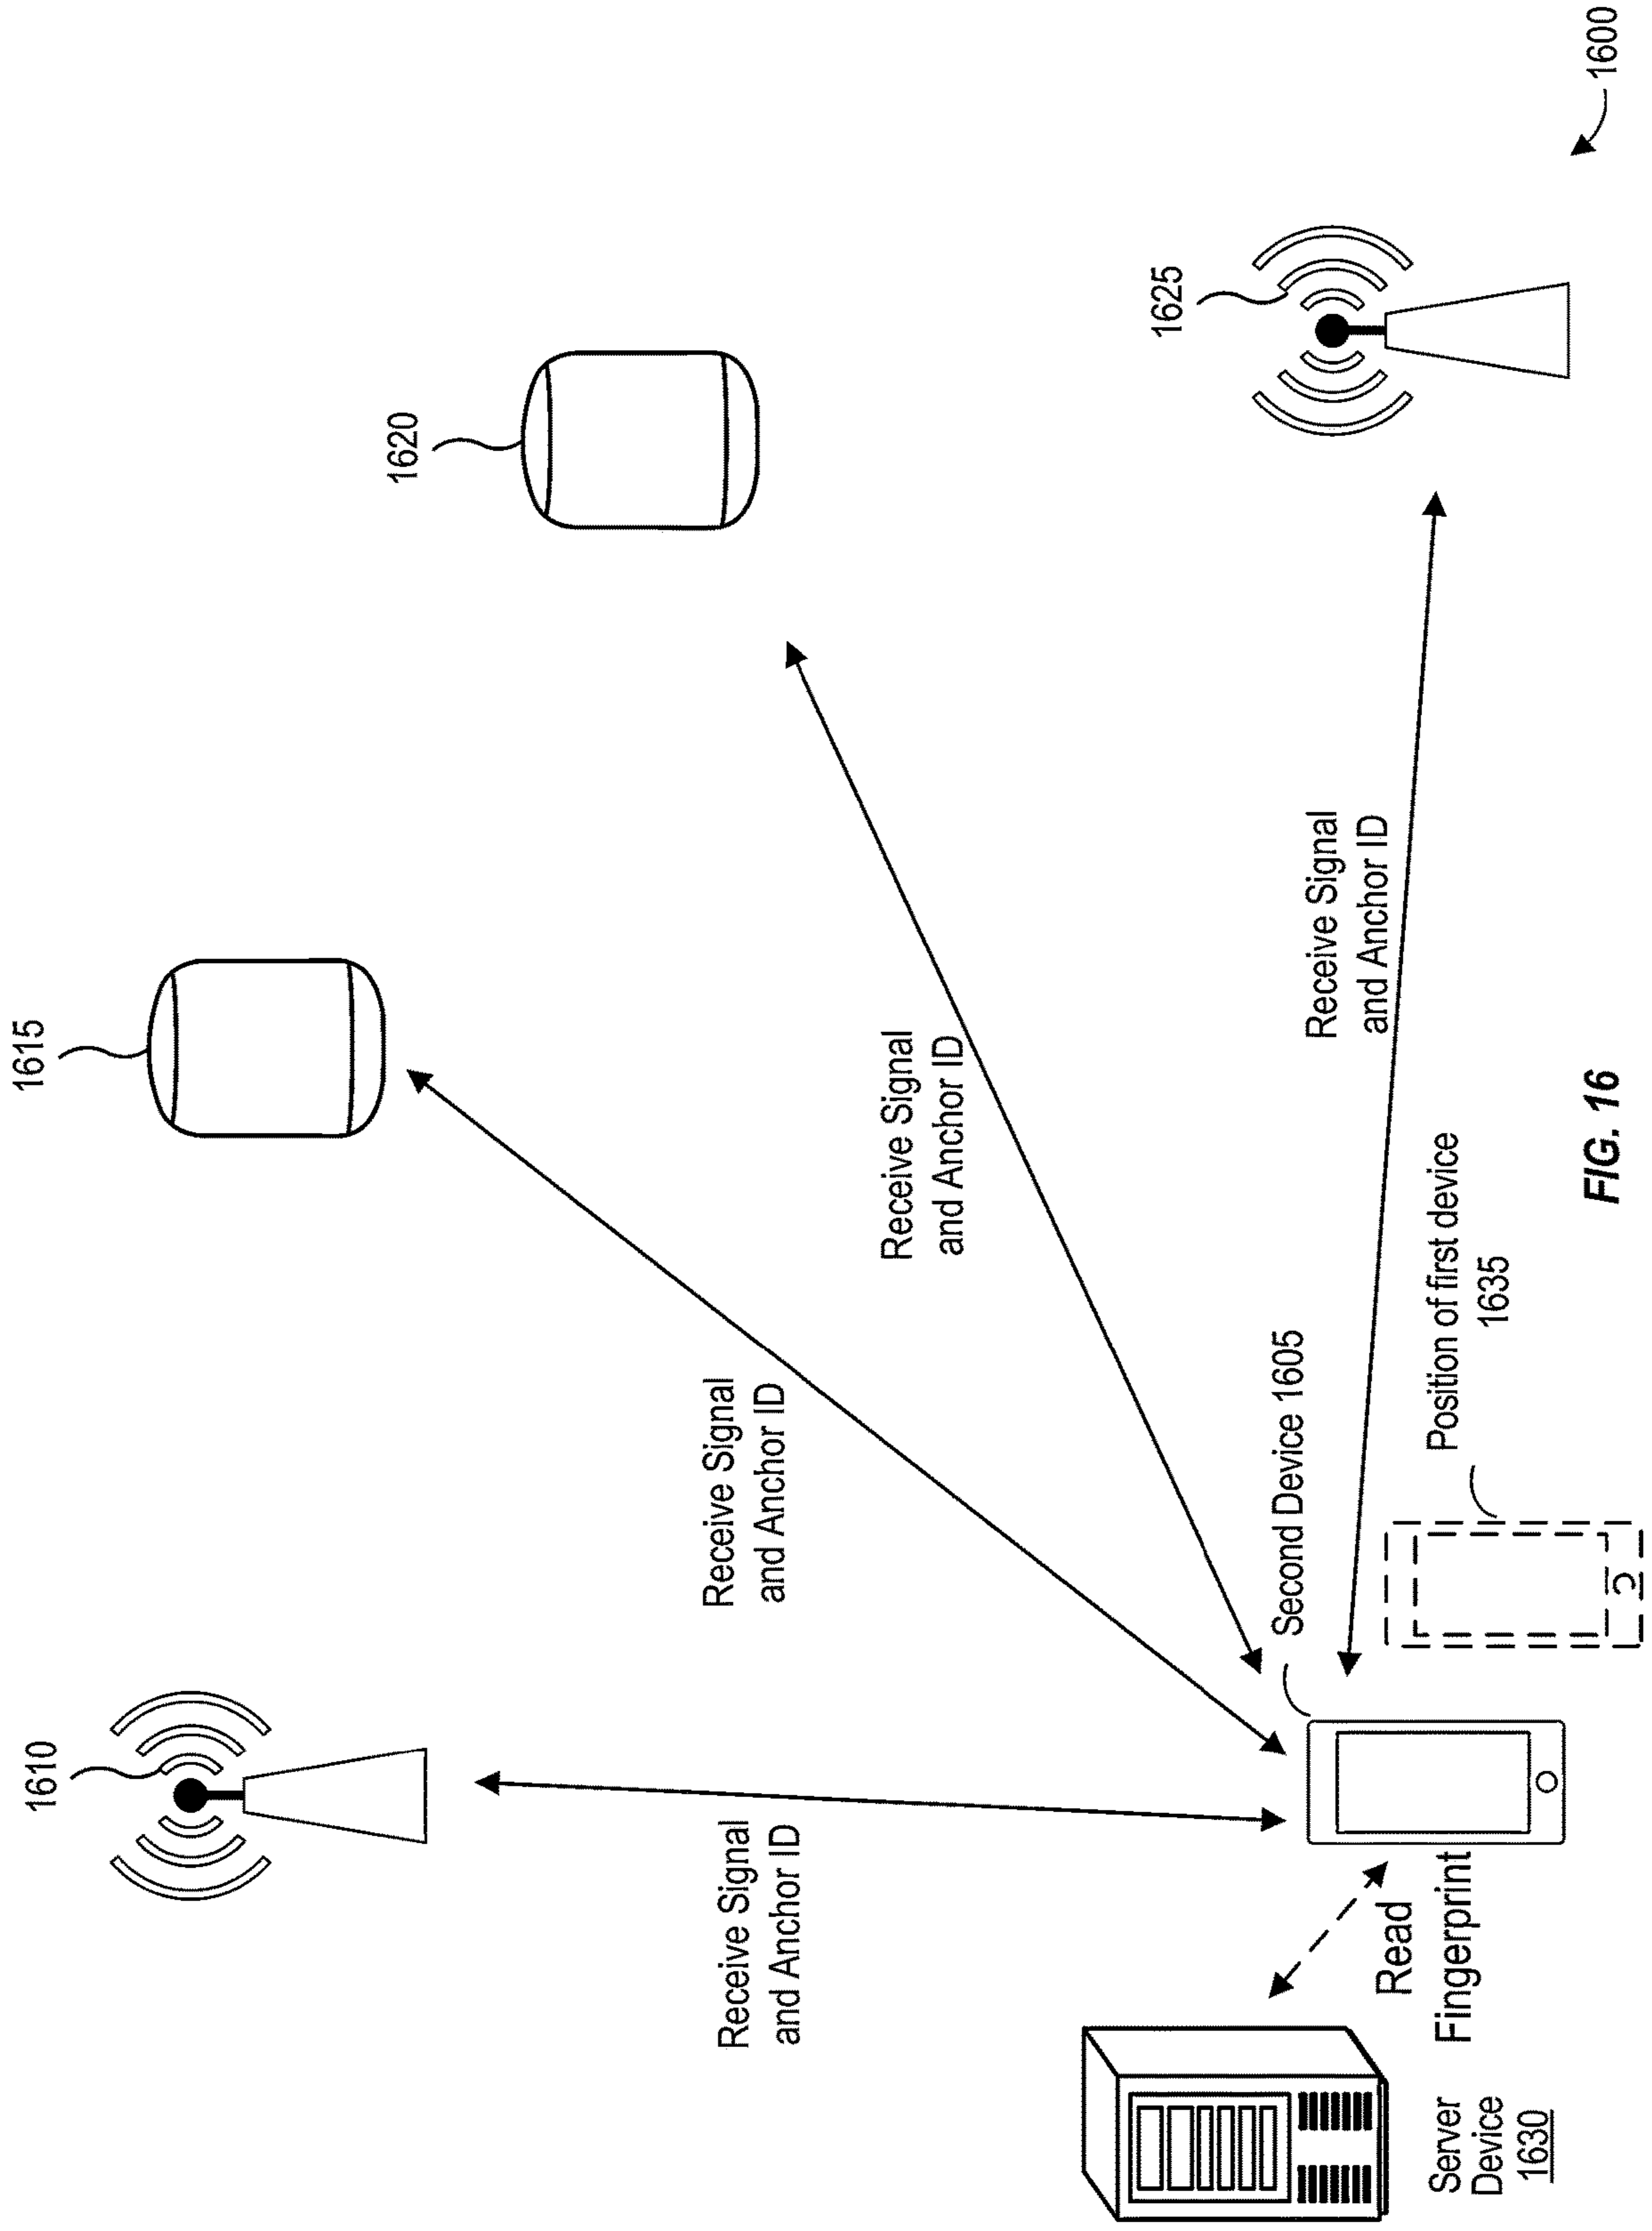 1610
1615
1620
1625
Receive Signal
and Anchor ID
Receive Signal
and Anchor ID
Receive Signal
and Anchor ID
Receive Signal
and Anchor ID
Second Device 1605
Position of first device
1635
Read
Fingerprint
Server
Device
1630
FIG. 16
1600